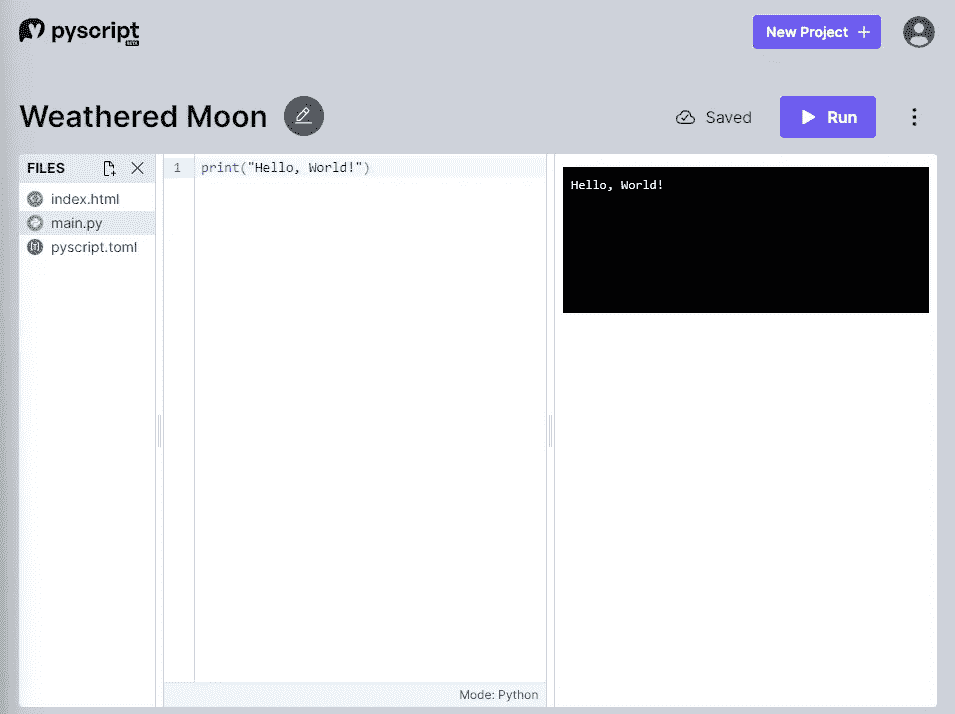 pyscript
BETA
New Project +
Weathered Moon
Saved
Run
FILES
index.html
main.py
pyscript.toml
1 print("Hello, World!")
Mode: Python
Hello, World!